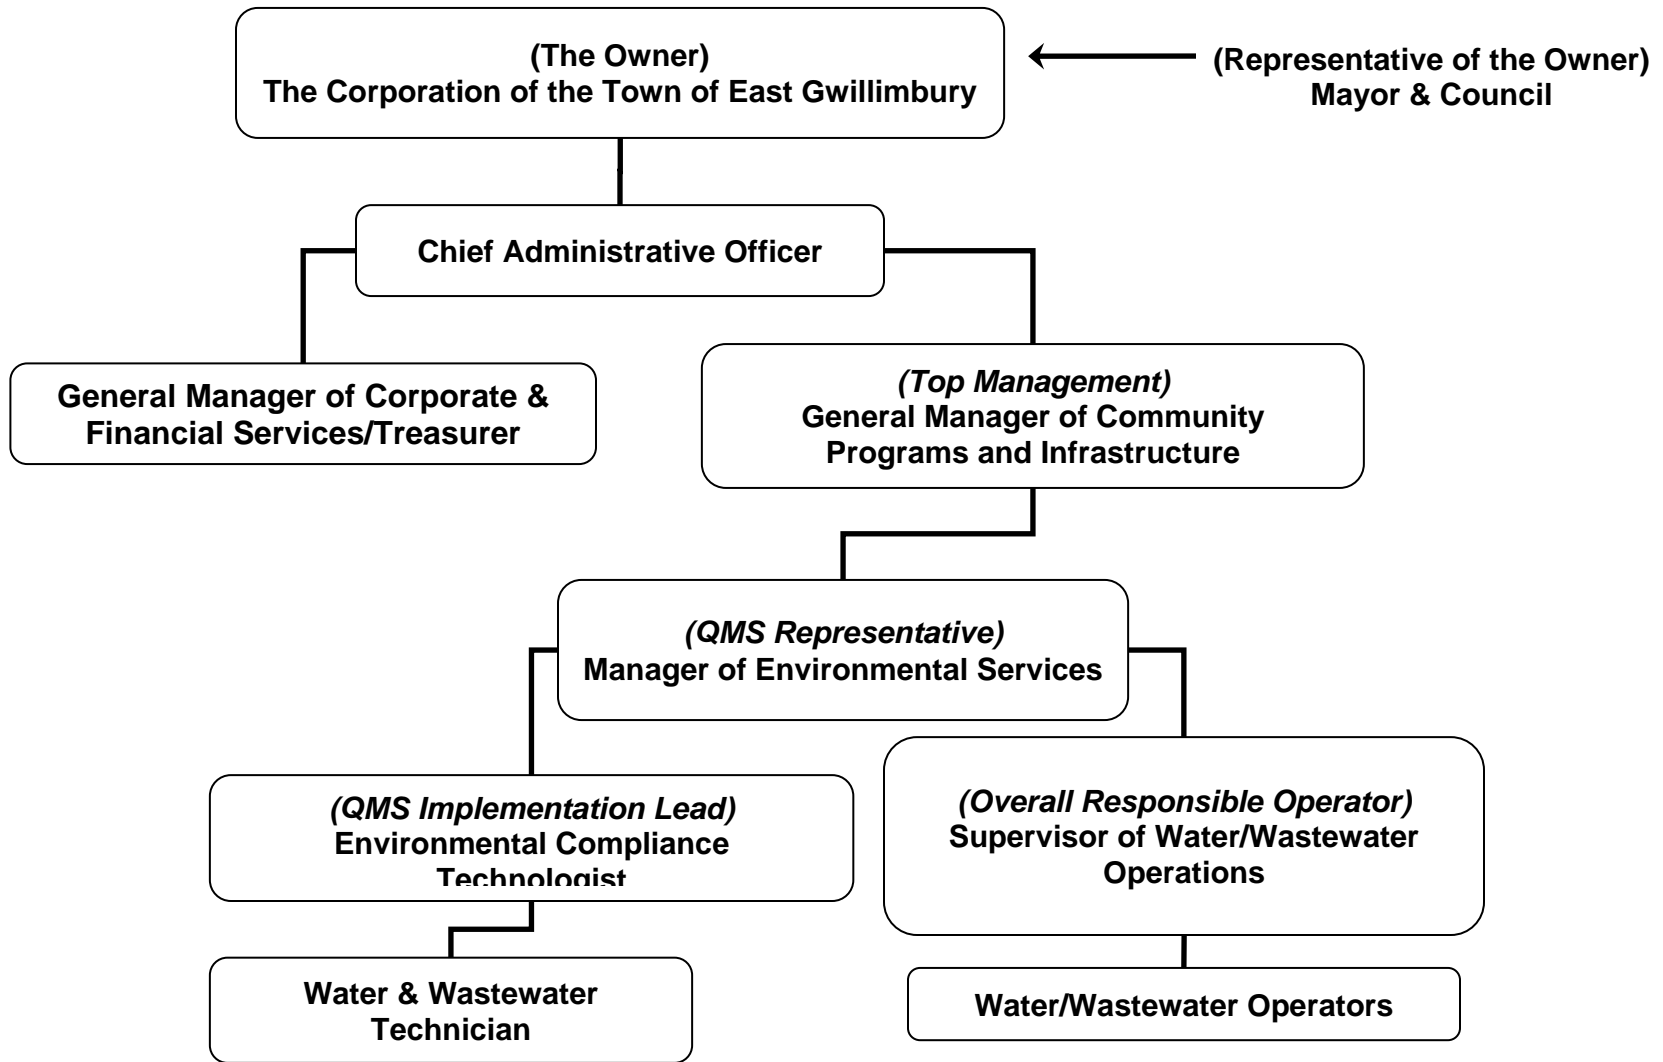 (The Owner)
The Corporation of the Town of East Gwillimbury
(Representative of the Owner)
Mayor & Council
Chief Administrative Officer
General Manager of Corporate &
Financial Services/Treasurer
(Top Management)
General Manager of Community
Programs and Infrastructure
(QMS Representative)
Manager of Environmental Services
(QMS Implementation Lead)
Environmental Compliance
Technologist
(Overall Responsible Operator)
Supervisor of Water/Wastewater
Operations
Water & Wastewater
Technician
Water/Wastewater Operators